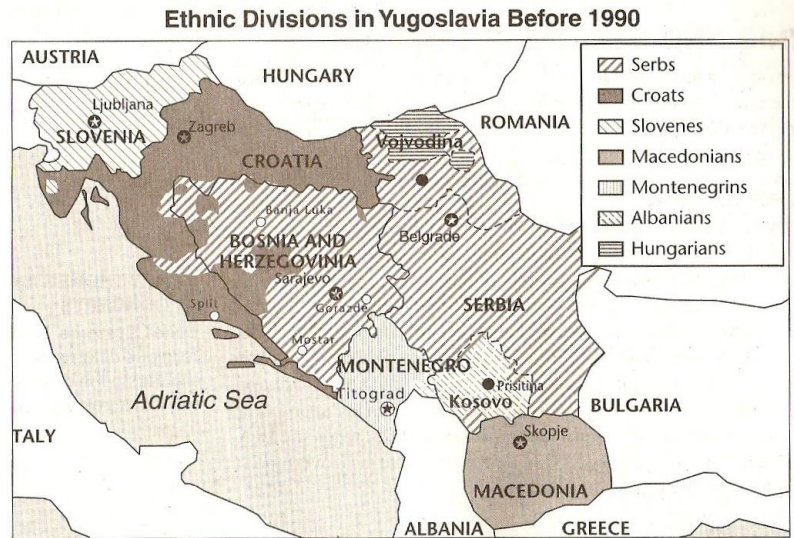 Ethnic Divisions in Yugoslavia Before 1990
AUSTRIA
HUNGARY
ROMANIA
Ljubljana
SLOVENIA
Zagreb
CROATIA
Vojvodina
Banja Luka
BOSNIA AND
HERZEGOVINIA
Belgrade
Sarajevo
Gorazde
SERBIA
Split
Mostar
MONTENEGRO
Titograd
Prisitina
Kosovo
Adriatic Sea
BULGARIA
ITALY
Skopje
MACEDONIA
ALBANIA
GREECE
Serbs
Croats
Slovenes
Macedonians
Montenegrins
Albanians
Hungarians